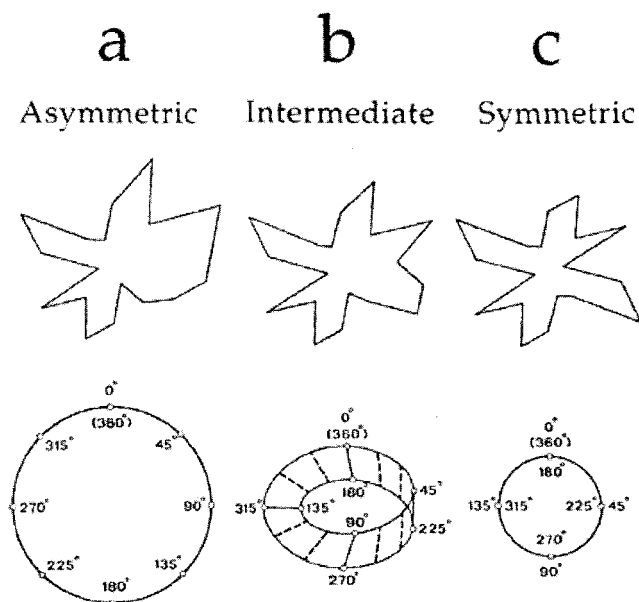 a b c
Asymmetric Intermediate Symmetric
0° 0° 0°
(360°) (360°) (360°)
315° 45° 180° 180°
270° 90° 315° 135° 45° 135° 315° 225° 45°
225° 135° 90° 225° 270°
180° 270° 90°